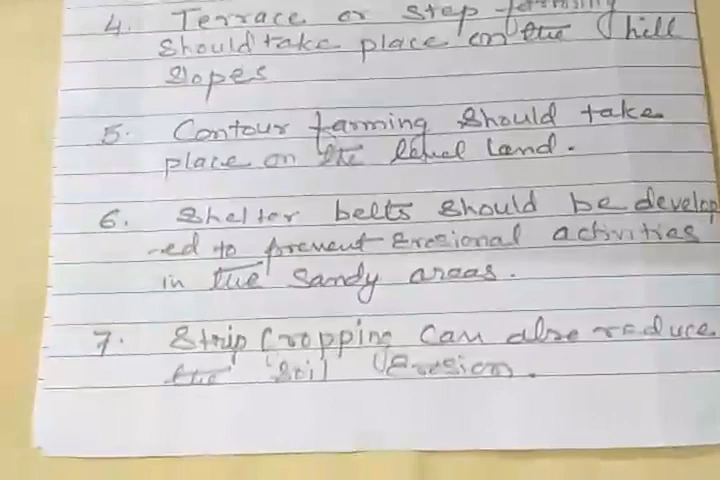 4. Terrace or Step farming
should take place on the hill
slopes
5. Contour farming should take
place on the level land.
6. Shelter belts should be develop
-ed to prevent Erosional activities
in the Sandy areas.
7. Strip Cropping Can also reduce
the Soil Erosion.